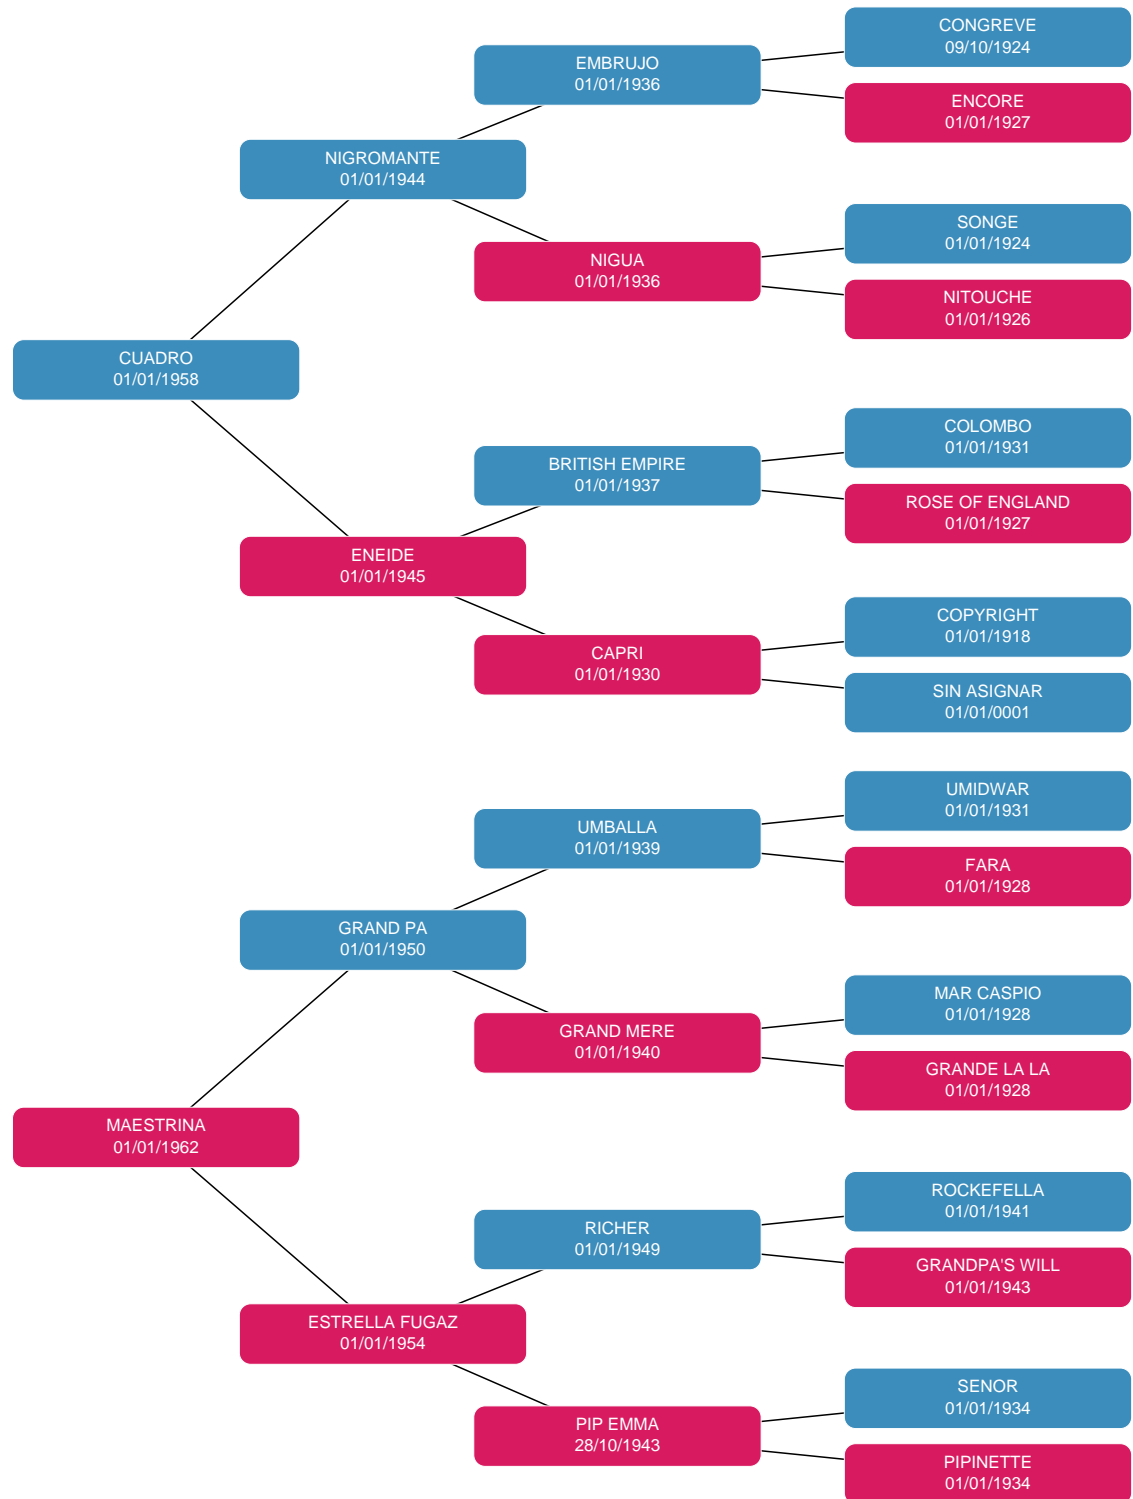 CONGREVE
09/10/1924
EMBRUJO
01/01/1936
ENCORE
01/01/1927
NIGROMANTE
01/01/1944
SONGE
01/01/1924
NIGUA
01/01/1936
NITOUCHE
01/01/1926
CUADRO
01/01/1958
COLOMBO
01/01/1931
BRITISH EMPIRE
01/01/1937
ROSE OF ENGLAND
01/01/1927
ENEIDE
01/01/1945
COPYRIGHT
01/01/1918
CAPRI
01/01/1930
SIN ASIGNAR
01/01/0001
UMIDWAR
01/01/1931
UMBALLA
01/01/1939
FARA
01/01/1928
GRAND PA
01/01/1950
MAR CASPIO
01/01/1928
GRAND MERE
01/01/1940
GRANDE LA LA
01/01/1928
MAESTRINA
01/01/1962
ROCKEFELLA
01/01/1941
RICHER
01/01/1949
GRANDPA'S WILL
01/01/1943
ESTRELLA FUGAZ
01/01/1954
SENOR
01/01/1934
PIP EMMA
28/10/1943
PIPINETTE
01/01/1934